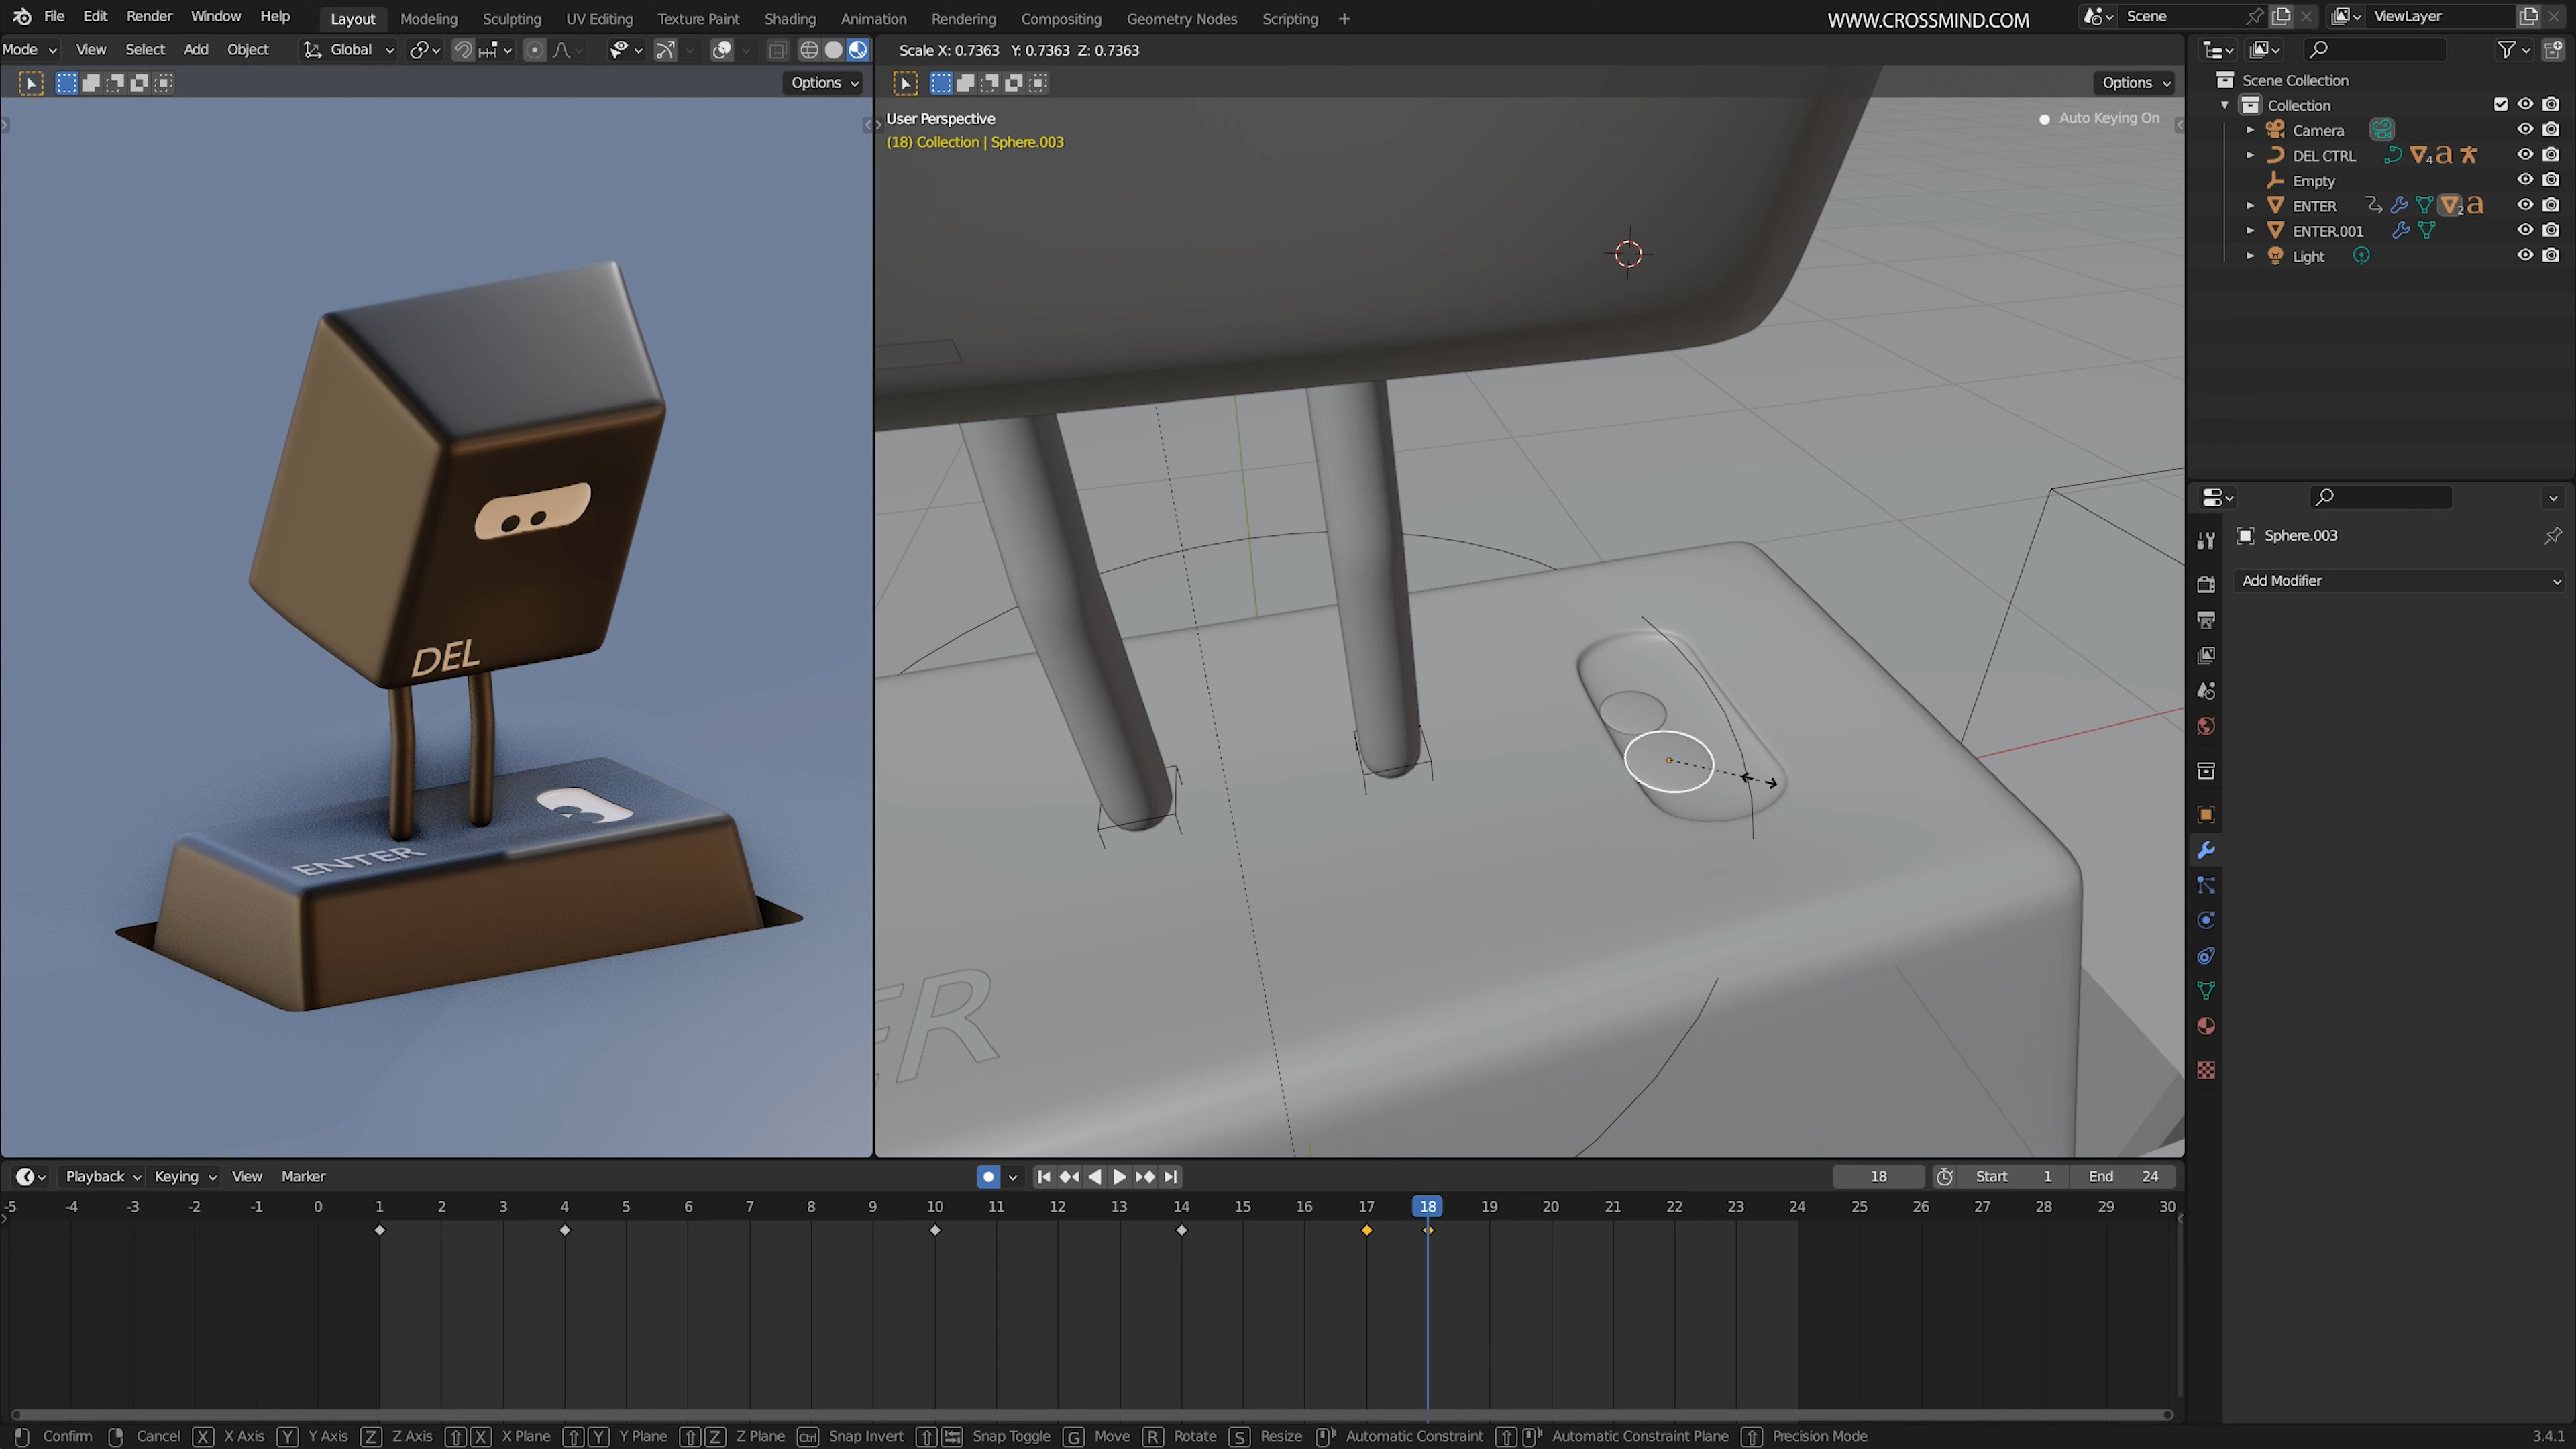 File Edit Render Window Help Layout Modeling Sculpting UV Editing Texture Paint Shading Animation Rendering Compositing Geometry Nodes Scripting + WWW.CROSSMIND.COM Scene ViewLayer
Mode View Select Add Object Global Scale X: 0.7363 Y: 0.7363 Z: 0.7363
Options Options
User Perspective Auto Keying On
(18) Collection | Sphere.003
Scene Collection
Collection
Camera
DEL CTRL 4
Empty
ENTER 2
ENTER.001
Light
Sphere.003
Add Modifier
DEL
ENTER
ER
Playback Keying View Marker 18 Start 1 End 24
-5 -4 -3 -2 -1 0 1 2 3 4 5 6 7 8 9 10 11 12 13 14 15 16 17 18 19 20 21 22 23 24 25 26 27 28 29 30
Confirm Cancel X X Axis Y Y Axis Z Z Axis X X Plane Y Y Plane Z Z Plane Ctrl Snap Invert Snap Toggle G Move R Rotate S Resize Automatic Constraint Automatic Constraint Plane Precision Mode 3.4.1